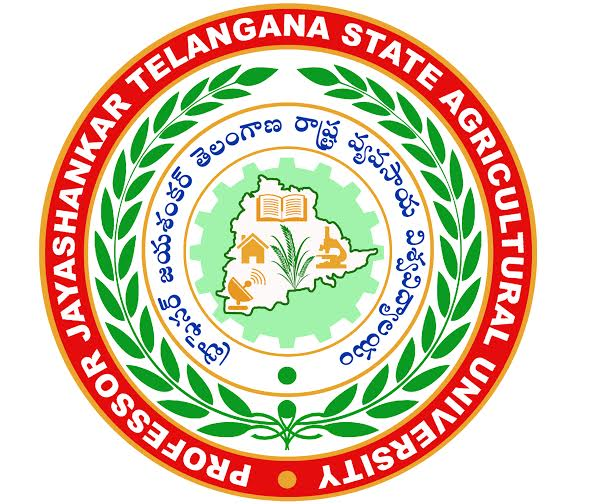 PROFESSOR JAYASHANKAR TELANGANA STATE AGRICULTURAL UNIVERSITY
ప్రొఫెసర్ జయశంకర్ తెలంగాణ రాష్ట్ర వ్యవసాయ విశ్వవిద్యాలయం